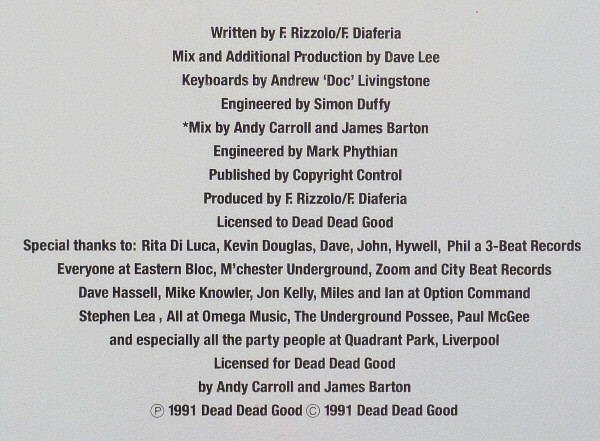 Written by F. Rizzolo/F. Diaferia
Mix and Additional Production by Dave Lee
Keyboards by Andrew ‘Doc’ Livingstone
Engineered by Simon Duffy
*Mix by Andy Carroll and James Barton
Engineered by Mark Phythian
Published by Copyright Control
Produced by F. Rizzolo/F. Diaferia
Licensed to Dead Dead Good
Special thanks to: Rita Di Luca, Kevin Douglas, Dave, John, Hywell, Phil a 3-Beat Records
Everyone at Eastern Bloc, M'chester Underground, Zoom and City Beat Records
Dave Hassell, Mike Knowler, Jon Kelly, Miles and Ian at Option Command
Stephen Lea , All at Omega Music, The Underground Possee, Paul McGee
and especially all the party people at Quadrant Park, Liverpool
Licensed for Dead Dead Good
by Andy Carroll and James Barton
Ⓟ 1991 Dead Dead Good © 1991 Dead Dead Good